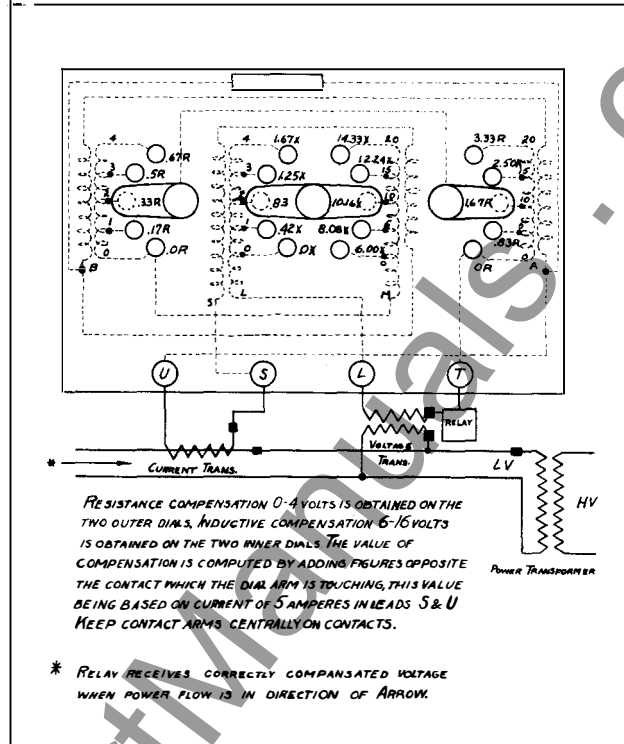 4 .67R
3 .5R
2 .33R
1 .17R
0 .0R
B
4 1.67X 14.33X 20
3 1.25X 12.24X
.83 10.16X
1 .42X 8.08X
0 .0X 6.00X
S L M
3.33R 20
2.50R
1.67R
.83R
0R 0 A
U S L T
RELAY
VOLTAGE
TRANS.
CURRENT TRANS.
*
LV
HV
POWER TRANSFORMER
RESISTANCE COMPENSATION 0-4 VOLTS IS OBTAINED ON THE
TWO OUTER DIALS, INDUCTIVE COMPENSATION 6-16 VOLTS
IS OBTAINED ON THE TWO INNER DIALS THE VALUE OF
COMPENSATION IS COMPUTED BY ADDING FIGURES OPPOSITE
THE CONTACT WHICH THE DIAL ARM IS TOUCHING, THIS VALUE
BEING BASED ON CURRENT OF 5 AMPERES IN LEADS S & U
KEEP CONTACT ARMS CENTRALLY ON CONTACTS.
* RELAY RECEIVES CORRECTLY COMPANSATED VOLTAGE
WHEN POWER FLOW IS IN DIRECTION OF ARROW.